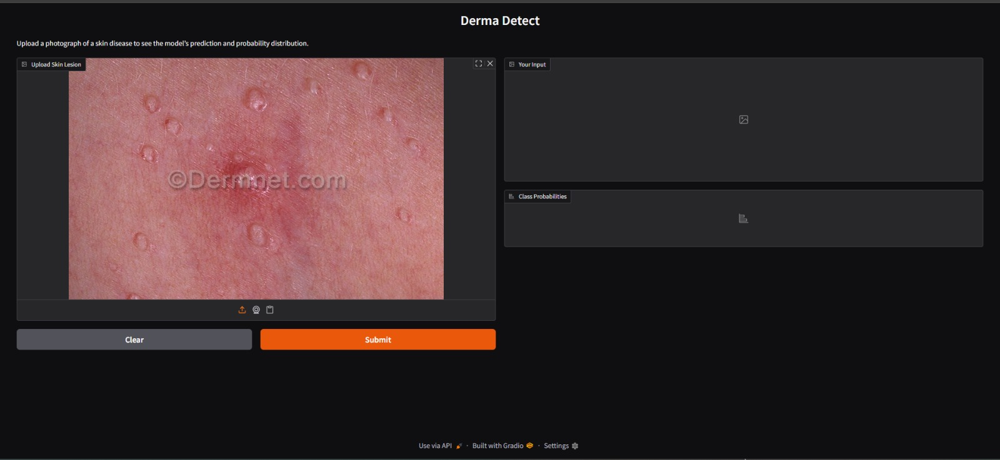 Derma Detect
Upload a photograph of a skin disease to see the model's prediction and probability distribution.
Upload Skin Lesion
©Dermnet.com
Clear
Submit
Your Input
Class Probabilities
Use via API · Built with Gradio · Settings